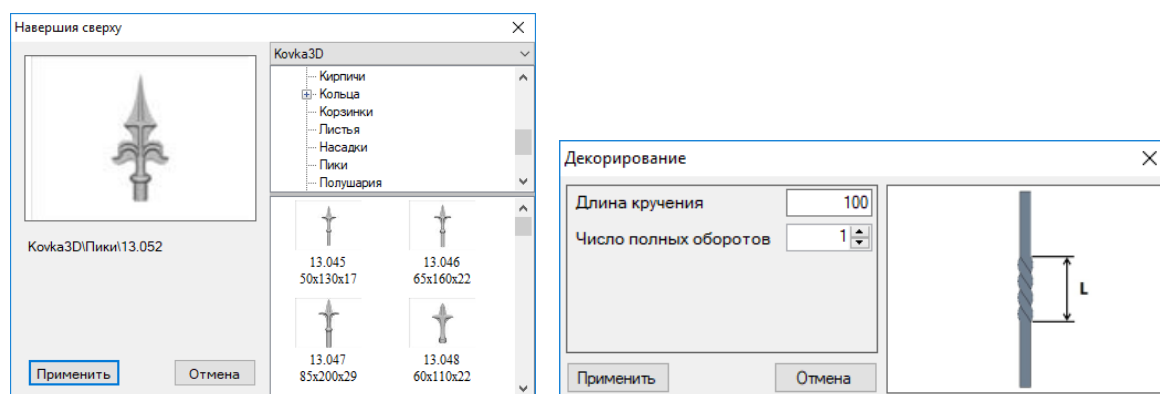 Навершия сверху
Kovka3D
Кирпичи
Кольца
Корзинки
Листья
Насадки
Пики
Полушария
Kovka3D\Пики\13.052
13.045
50x130x17
13.046
65x160x22
13.047
85x200x29
13.048
60x110x22
Применить
Отмена
Декорирование
Длина кручения
100
Число полных оборотов
1
L
Применить
Отмена